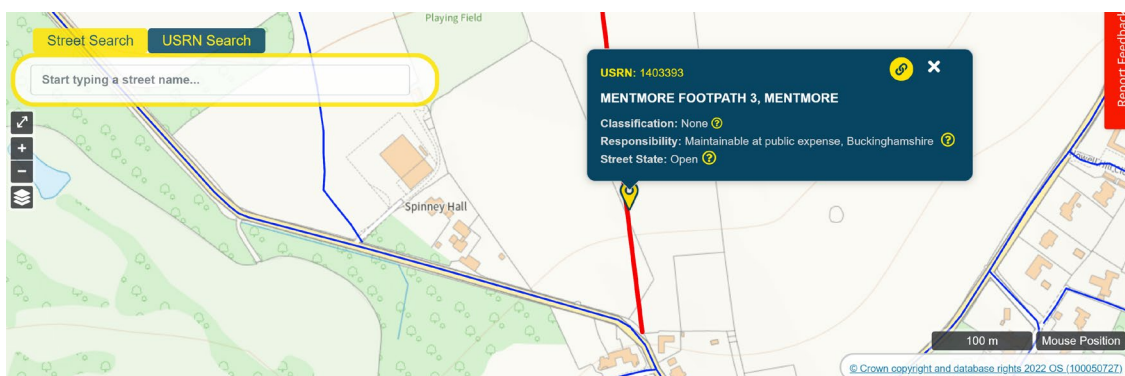 Playing Field
Street Search
USRN Search
Start typing a street name...
USRN: 1403393
MENTMORE FOOTPATH 3, MENTMORE
Classification: None ?
Responsibility: Maintainable at public expense, Buckinghamshire ?
Street State: Open ?
Report Feedback
Spinney Hall
100 m
Mouse Position
© Crown copyright and database rights 2022 OS (100050727)